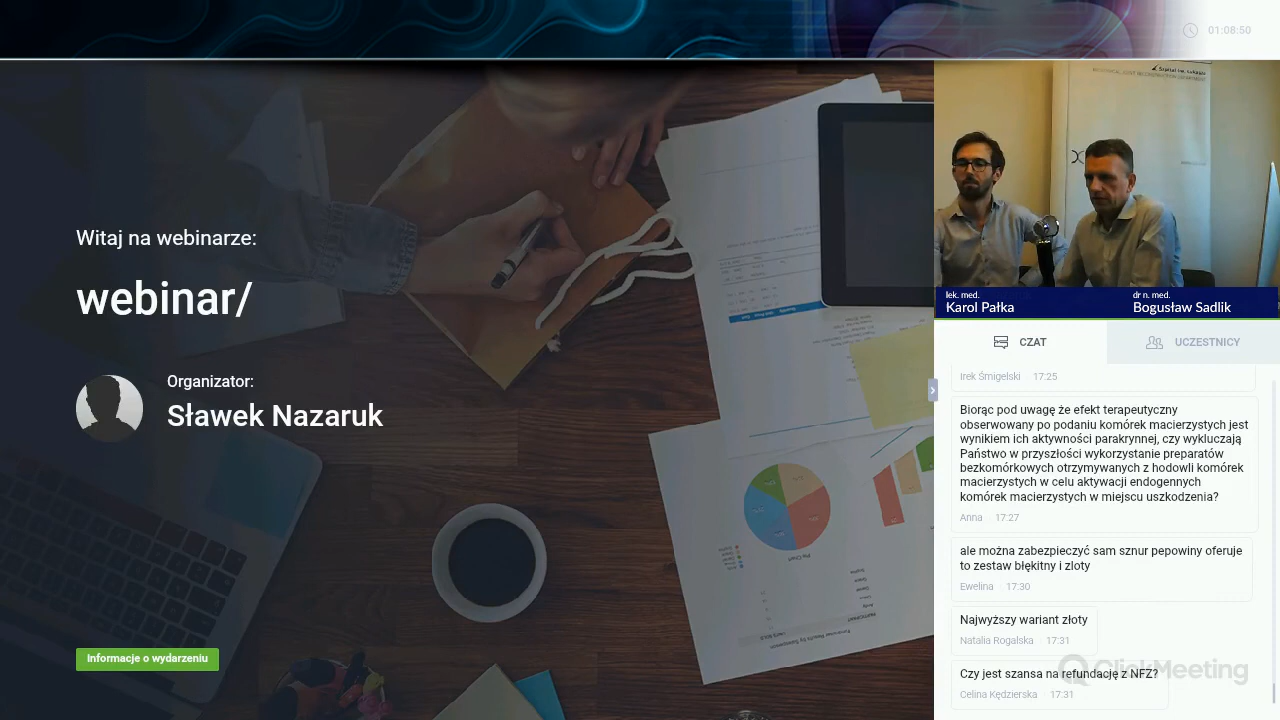 01:08:50
Szpital św. Łukasza
Witaj na webinarze:
webinar/
Organizator:
Sławek Nazaruk
Informacje o wydarzeniu
lek. med.
Karol Pałka
dr n. med.
Bogusław Sadlik
CZAT
UCZESTNICY
Irek Śmigelski 17:25
Biorąc pod uwagę że efekt terapeutyczny
obserwowany po podaniu komórek macierzystych jest
wynikiem ich aktywności parakrynnej, czy wykluczają
Państwo w przyszłości wykorzystanie preparatów
bezkomórkowych otrzymywanych z hodowli komórek
macierzystych w celu aktywacji endogennych
komórek macierzystych w miejscu uszkodzenia?
Anna 17:27
ale można zabezpieczyć sam sznur pepowiny oferuje
to zestaw błękitny i zloty
Ewelina 17:30
Najwyższy wariant złoty
Natalia Rogalska 17:31
Czy jest szansa na refundację z NFZ?
Celina Kędzierska 17:31
ClickMeeting